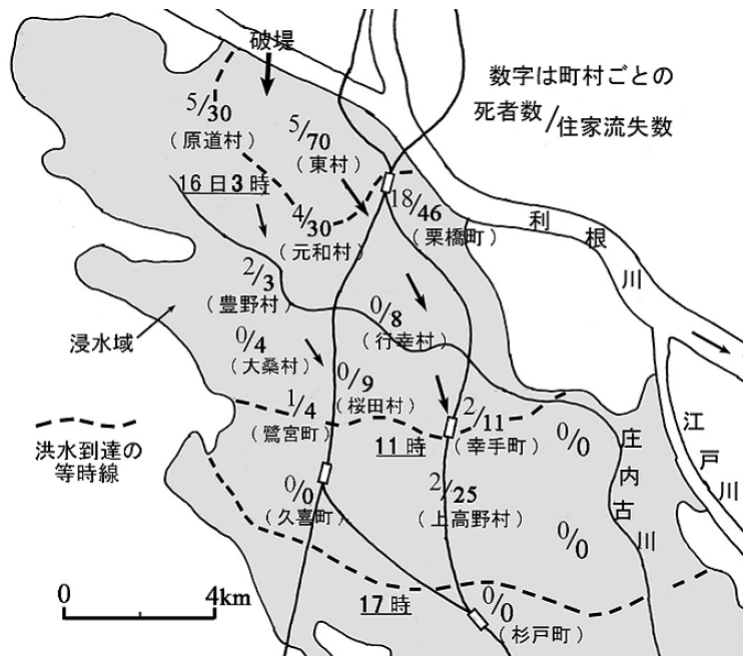 破堤
数字は町村ごとの
死者数/住家流失数
5/30
(原道村)
5/70
(東村)
16日3時
4/30
(元和村)
18/46
(栗橋町)
利根川
2/3
(豊野村)
0/8
(行幸村)
浸水域
0/4
(大桑村)
0/9
(桜田村)
1/4
(鷲宮町)
2/11
(幸手町)
11時
0/0
庄内古川
江戸川
洪水到達の
等時線
0/0
(久喜町)
2/25
(上高野村)
0/0
0 4km
17時
0/0
(杉戸町)